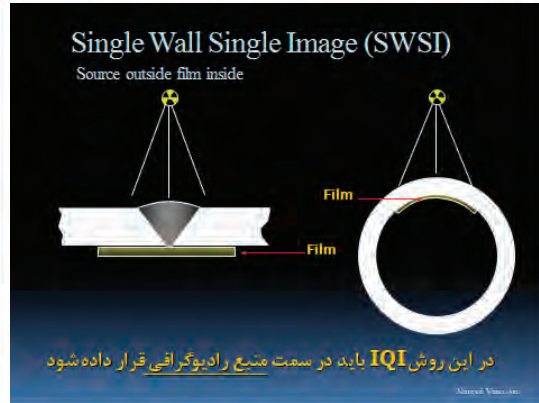 Single Wall Single Image (SWSI)
Source outside film inside
Film
Film
در این روش IQI باید در سمت منبع رادیوگرافی قرار داده شود